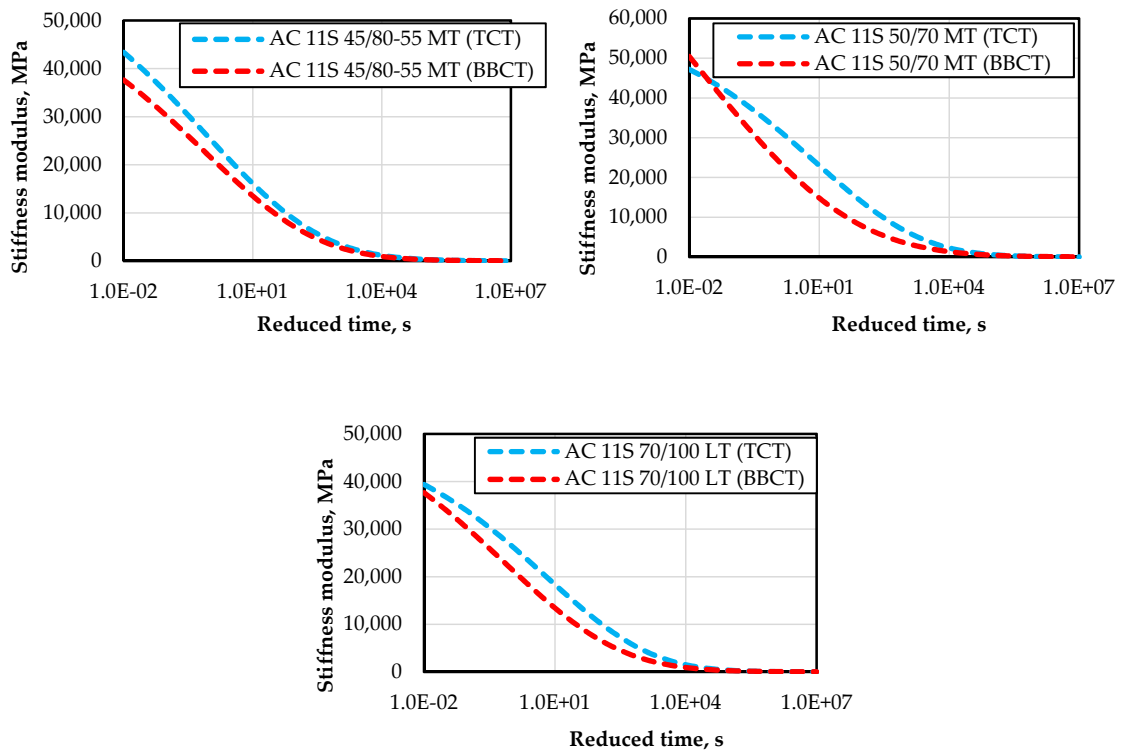 50,000
40,000
30,000
20,000
10,000
0
Stiffness modulus, MPa
AC 11S 45/80-55 MT (TCT)
AC 11S 45/80-55 MT (BBCT)
1.0E-02 1.0E+01 1.0E+04 1.0E+07
Reduced time, s
60,000
50,000
40,000
30,000
20,000
10,000
0
Stiffness modulus, MPa
AC 11S 50/70 MT (TCT)
AC 11S 50/70 MT (BBCT)
1.0E-02 1.0E+01 1.0E+04 1.0E+07
Reduced time, s
50,000
40,000
30,000
20,000
10,000
0
Stiffness modulus, MPa
AC 11S 70/100 LT (TCT)
AC 11S 70/100 LT (BBCT)
1.0E-02 1.0E+01 1.0E+04 1.0E+07
Reduced time, s